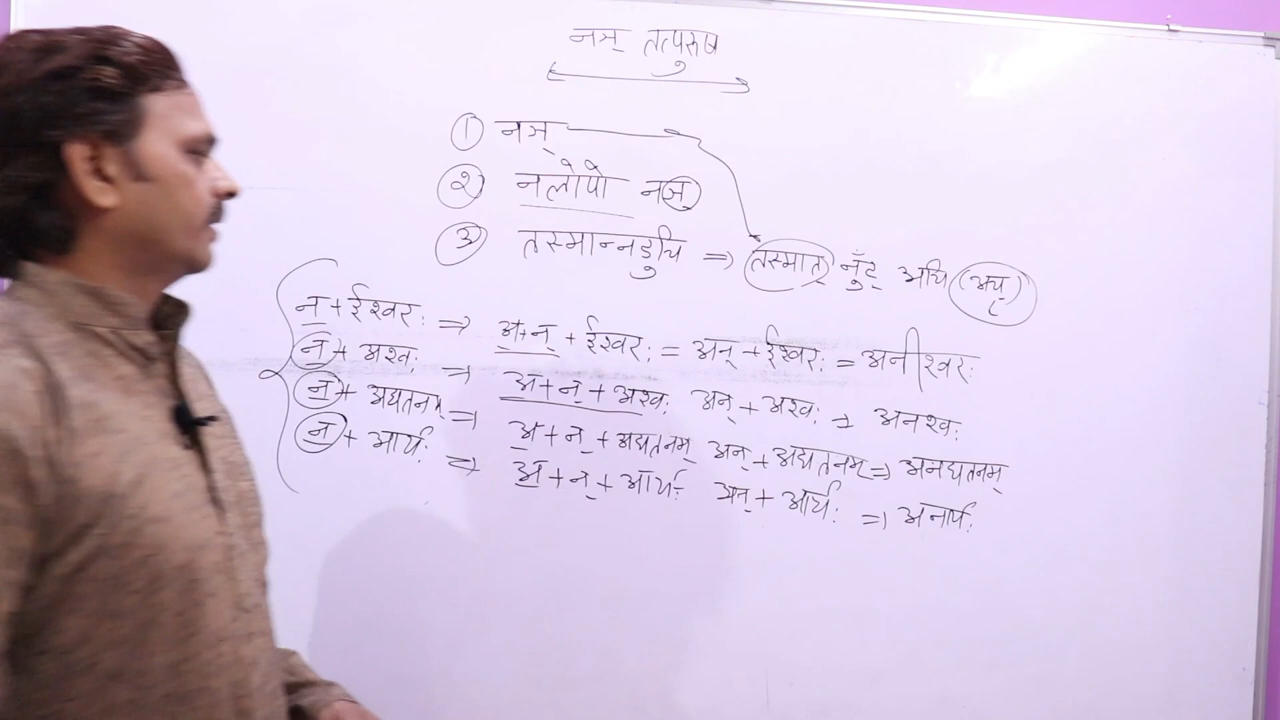 नञ् तत्पुरुष
① नञ्
② नलोपो नञ्
③ तस्मान्नडुचि ⇒ तस्मात् नुँट् अचि (अच्)
न + ईश्वरः ⇒ अ+न् + ईश्वरः = अन् + ईश्वरः = अनीश्वरः
न + अश्वः ⇒ अ+न् + अश्वः अन् + अश्वः = अनश्वः
न + अद्यतनम् ⇒ अ+न् + अद्यतनम् अन् + अद्यतनम् ⇒ अनद्यतनम्
न + आर्यः ⇒ अ+न् + आर्यः अन् + आर्यः ⇒ अनार्यः